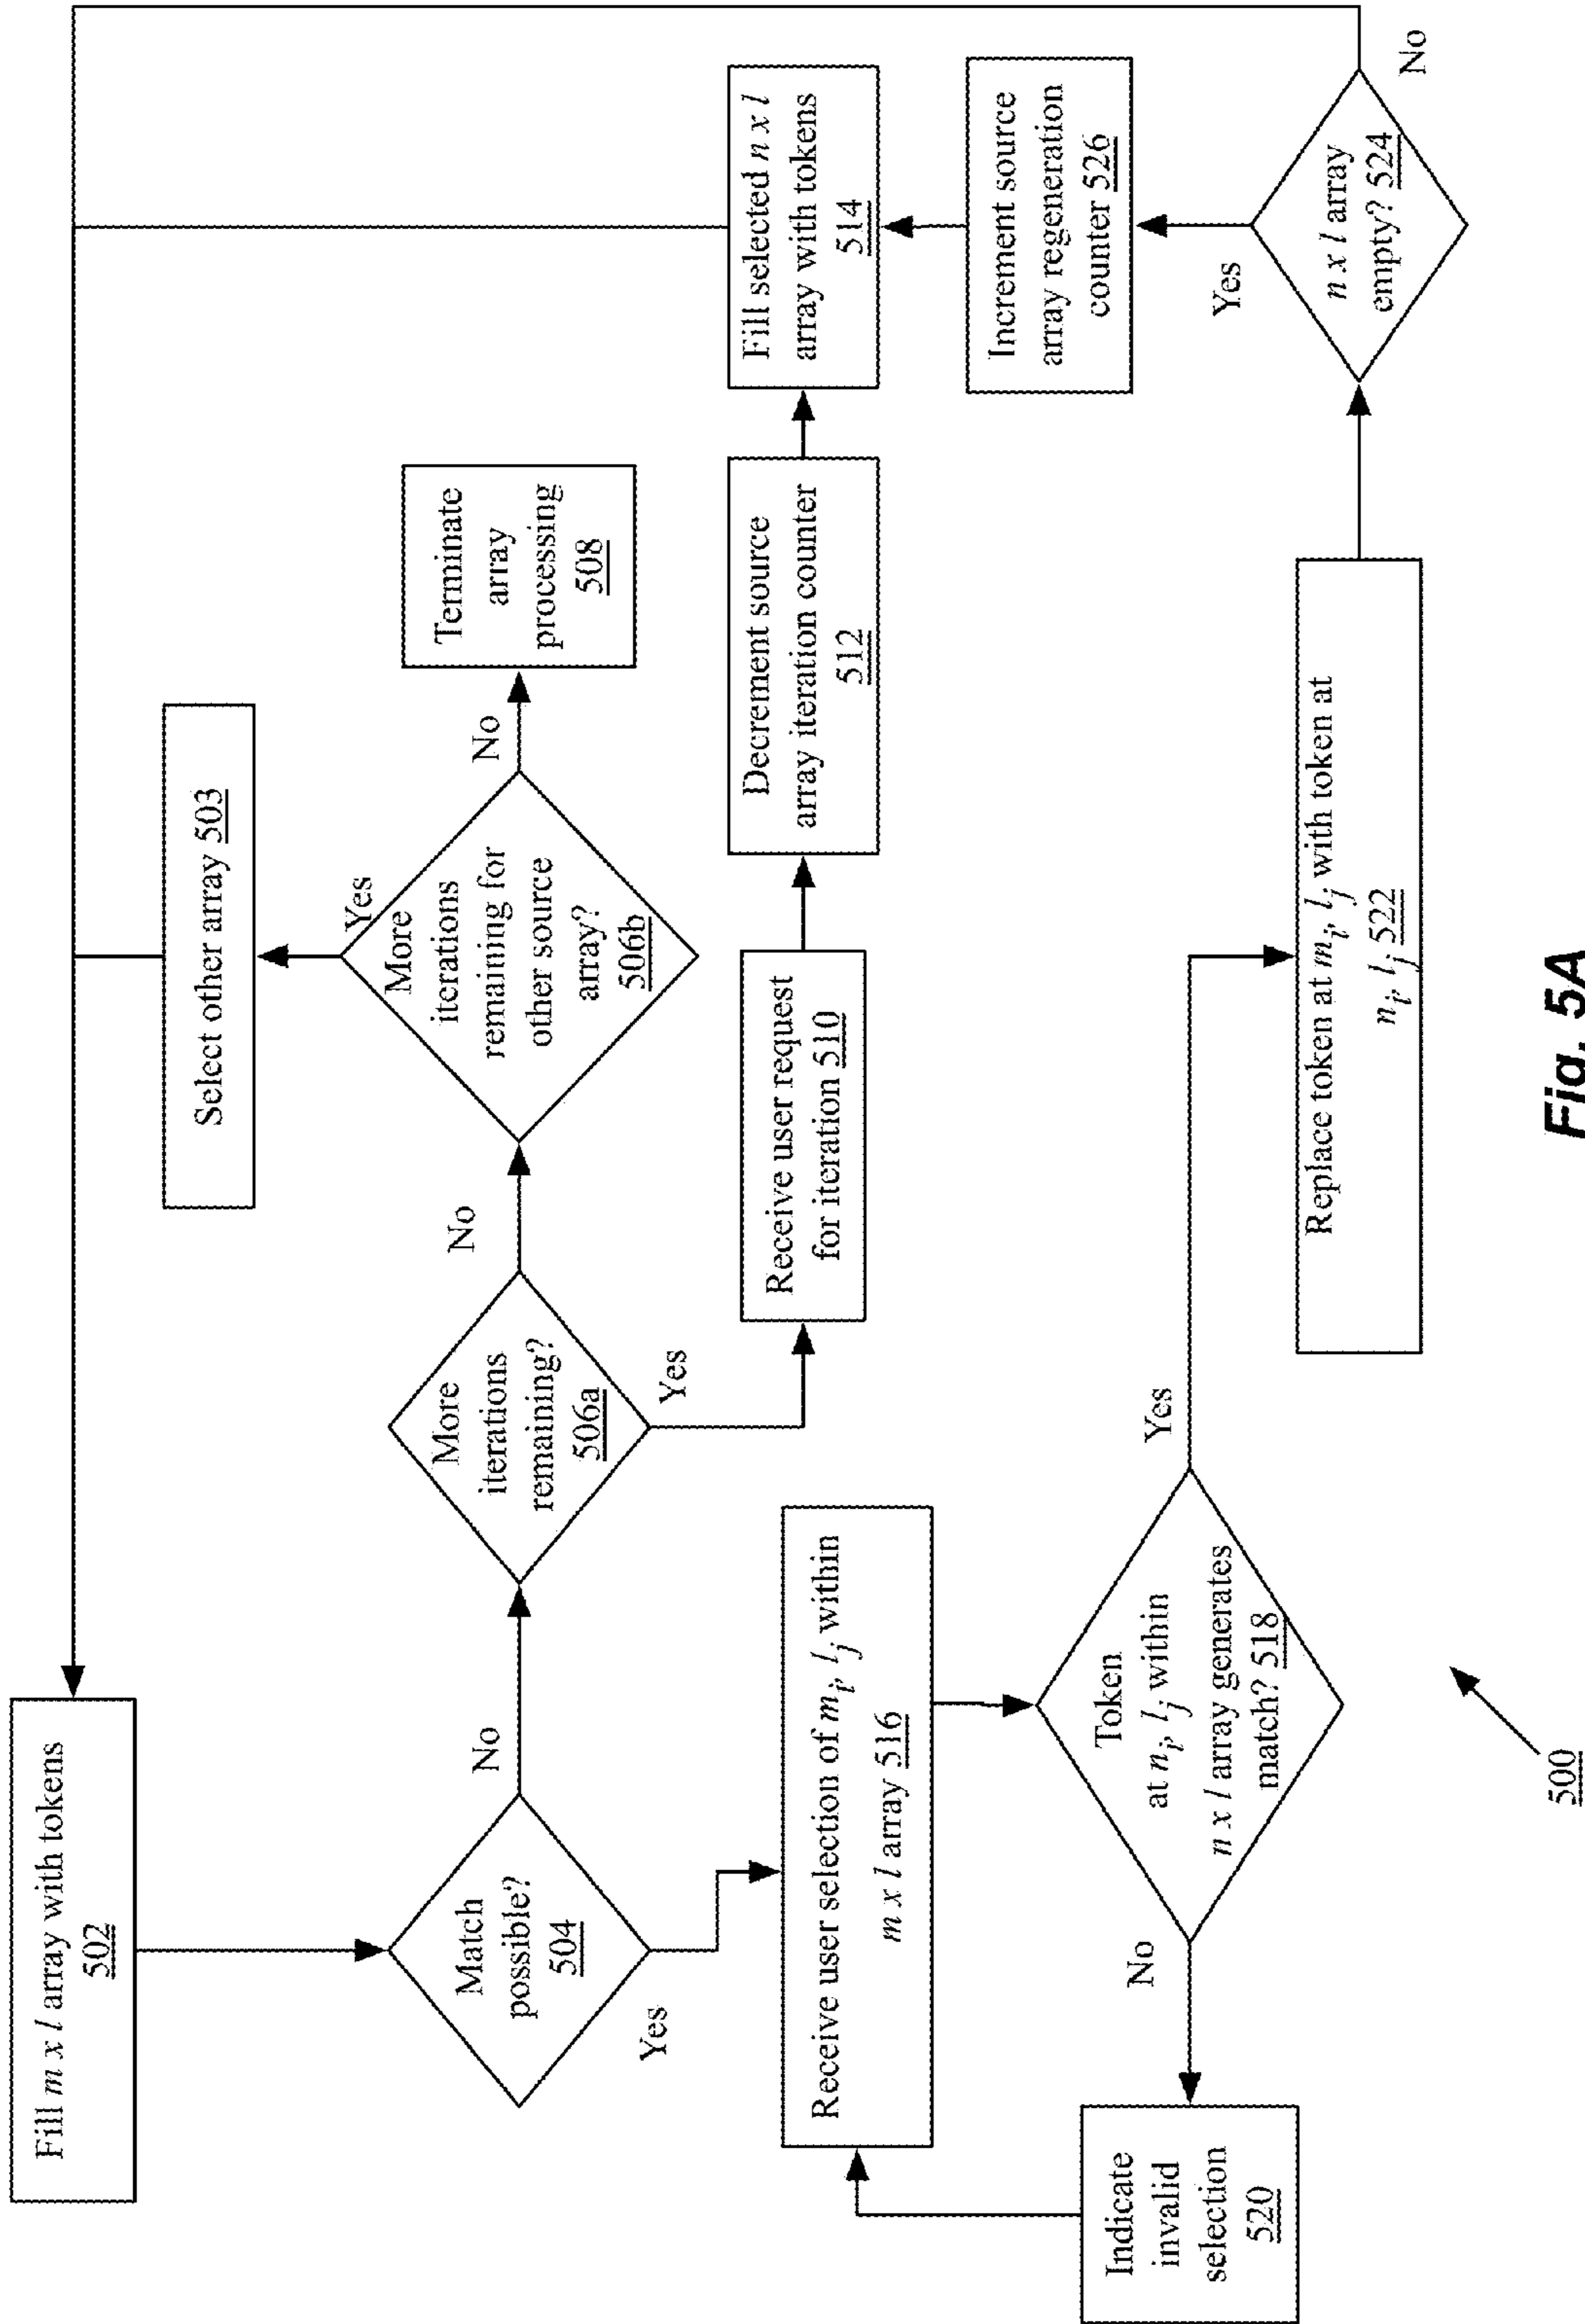 Fill m x l array with tokens
502
Match
possible?
504
No
Yes
More
iterations
remaining?
506a
No
Yes
More
iterations
remaining for
other source
array?
506b
Yes
No
Select other array 503
Terminate
array
processing
508
Receive user request
for iteration 510
Decrement source
array iteration counter
512
Fill selected n x l
array with tokens
514
Receive user selection of mᵢ, lⱼ within
m x l array 516
Token
at nᵢ, lⱼ within
n x l array generates
match? 518
No
Yes
Indicate
invalid
selection
520
Replace token at mᵢ, lⱼ with token at
nᵢ, lⱼ 522
n x l array
empty? 524
Yes
No
Increment source
array regeneration
counter 526
500
Fig. 5A